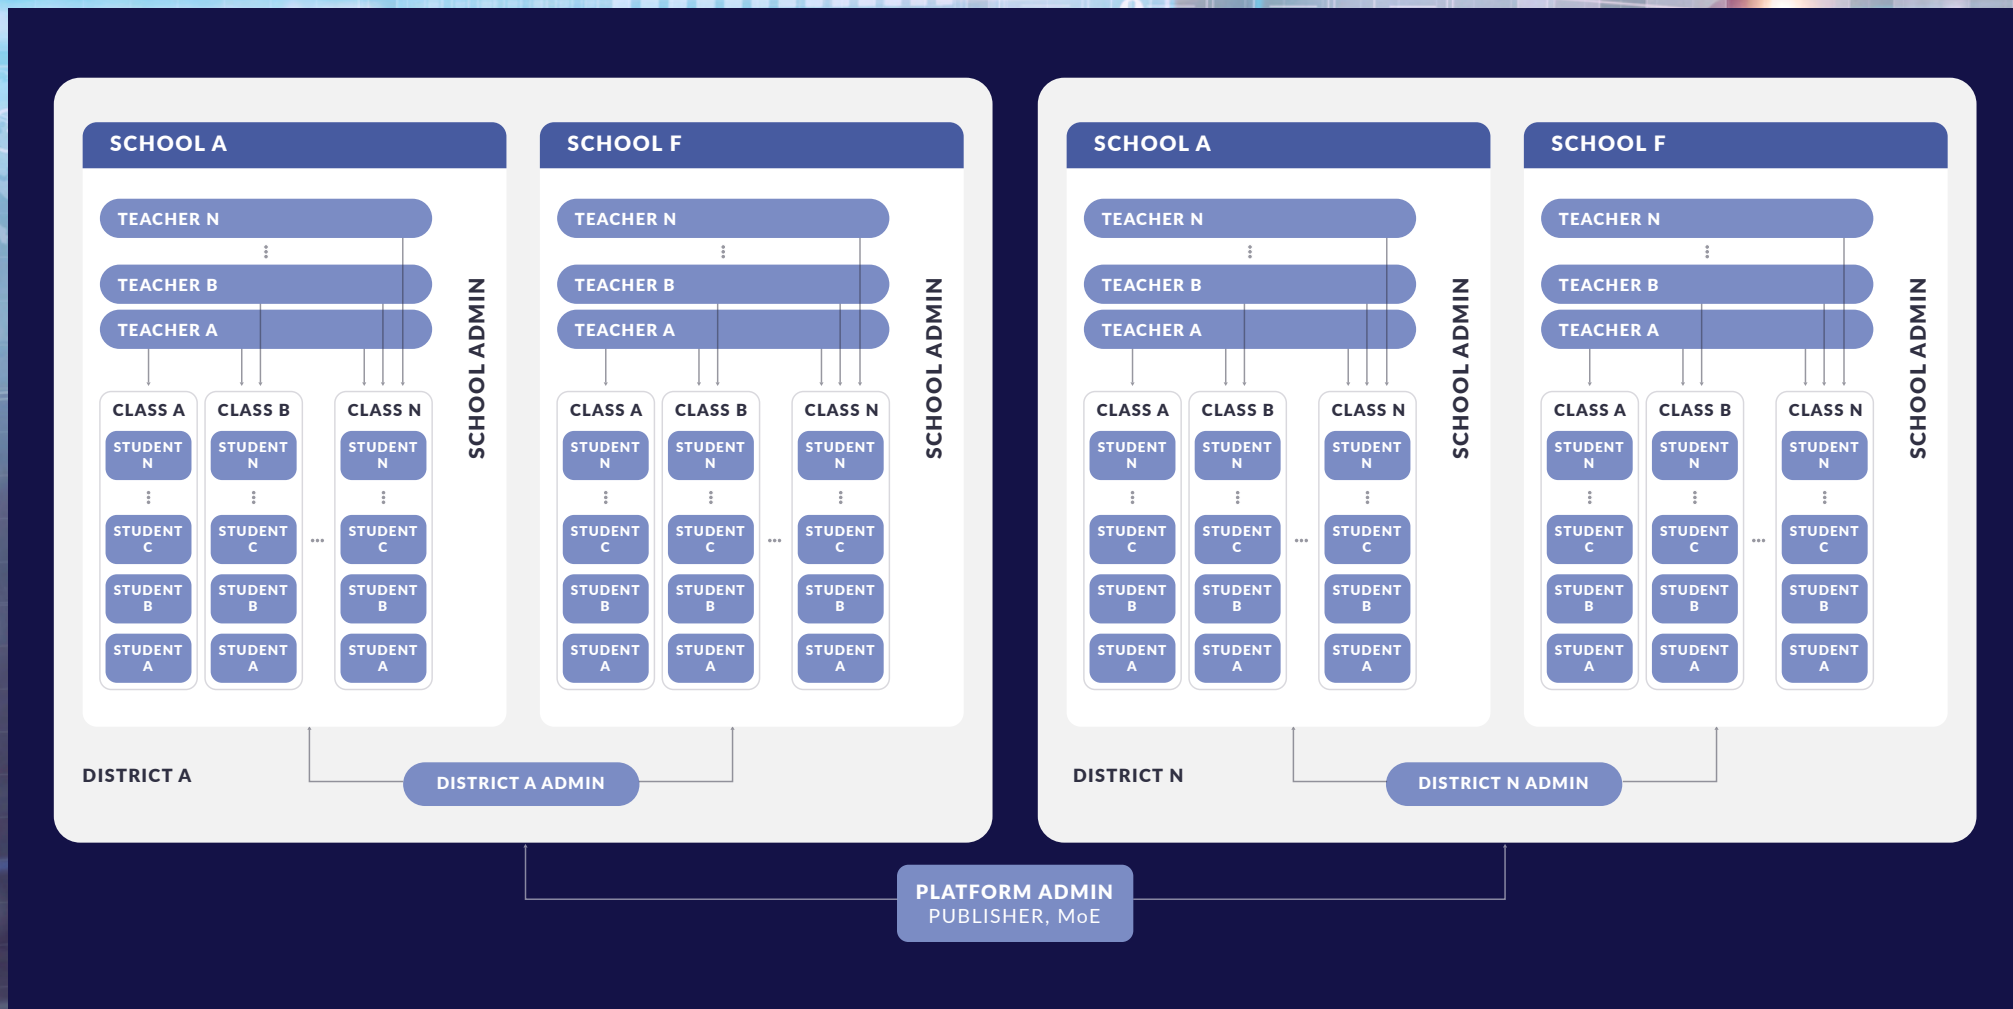 SCHOOL A
TEACHER N
TEACHER B
TEACHER A
SCHOOL ADMIN
CLASS A
STUDENT
N
STUDENT
C
STUDENT
B
STUDENT
A
CLASS B
STUDENT
N
STUDENT
C
STUDENT
B
STUDENT
A
CLASS N
STUDENT
N
STUDENT
C
STUDENT
B
STUDENT
A
SCHOOL F
TEACHER N
TEACHER B
TEACHER A
SCHOOL ADMIN
CLASS A
STUDENT
N
STUDENT
C
STUDENT
B
STUDENT
A
CLASS B
STUDENT
N
STUDENT
C
STUDENT
B
STUDENT
A
CLASS N
STUDENT
N
STUDENT
C
STUDENT
B
STUDENT
A
DISTRICT A
DISTRICT A ADMIN
SCHOOL A
TEACHER N
TEACHER B
TEACHER A
SCHOOL ADMIN
CLASS A
STUDENT
N
STUDENT
C
STUDENT
B
STUDENT
A
CLASS B
STUDENT
N
STUDENT
C
STUDENT
B
STUDENT
A
CLASS N
STUDENT
N
STUDENT
C
STUDENT
B
STUDENT
A
SCHOOL F
TEACHER N
TEACHER B
TEACHER A
SCHOOL ADMIN
CLASS A
STUDENT
N
STUDENT
C
STUDENT
B
STUDENT
A
CLASS B
STUDENT
N
STUDENT
C
STUDENT
B
STUDENT
A
CLASS N
STUDENT
N
STUDENT
C
STUDENT
B
STUDENT
A
DISTRICT N
DISTRICT N ADMIN
PLATFORM ADMIN
PUBLISHER, MoE